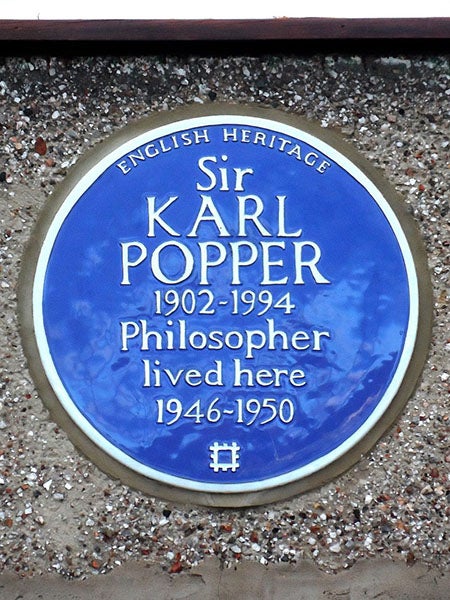 ENGLISH HERITAGE
Sir
KARL
POPPER
1902-1994
Philosopher
lived here
1946-1950